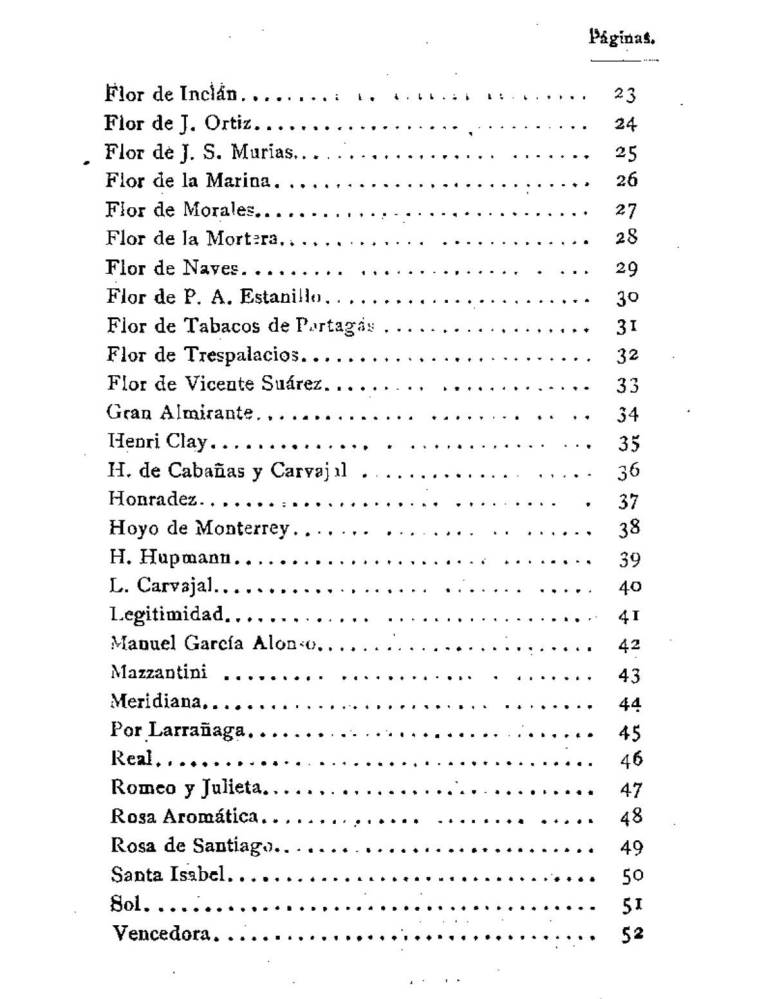 Páginas.
Flor de Inclán........................ 23
Flor de J. Ortiz........................ 24
Flor de J. S. Murías........................ 25
Flor de la Marina........................ 26
Flor de Morales........................ 27
Flor de la Mortera........................ 28
Flor de Naves........................ 29
Flor de P. A. Estanillo........................ 30
Flor de Tabacos de Partagás ........................ 31
Flor de Trespalacios........................ 32
Flor de Vicente Suárez........................ 33
Gran Almirante........................ 34
Henri Clay........................ 35
H. de Cabañas y Carvajal ........................ 36
Honradez........................ 37
Hoyo de Monterrey........................ 38
H. Hupmann........................ 39
L. Carvajal........................ 40
Legitimidad........................ 41
Manuel García Alonso........................ 42
Mazzantini ........................ 43
Meridiana........................ 44
Por Larrañaga........................ 45
Real........................ 46
Romeo y Julieta........................ 47
Rosa Aromática........................ 48
Rosa de Santiago........................ 49
Santa Isabel........................ 50
Sol........................ 51
Vencedora........................ 52